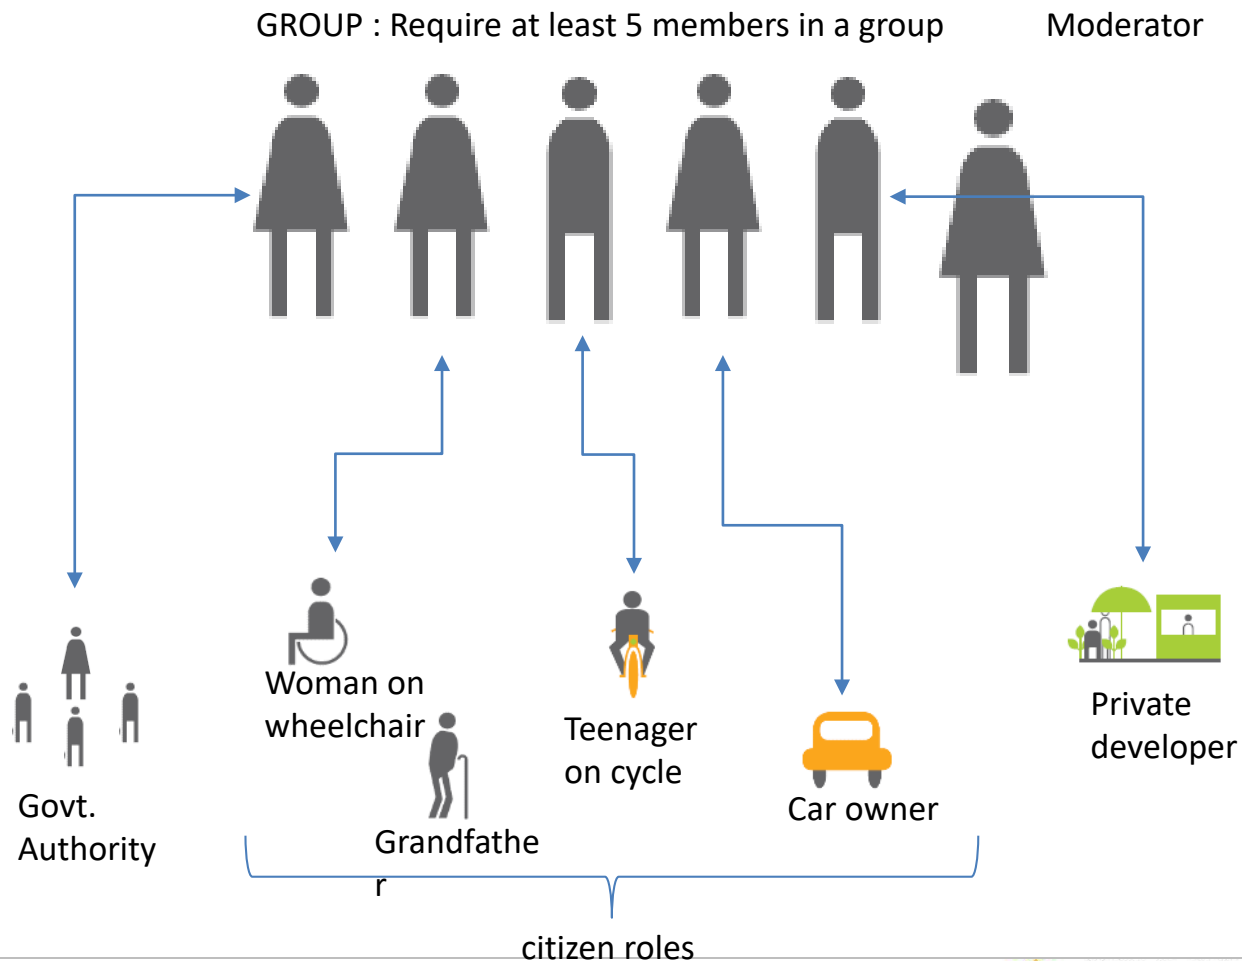 GROUP : Require at least 5 members in a group
Moderator
Woman on
wheelchair
Teenager
on cycle
Private
developer
Govt.
Authority
Grandfathe
r
Car owner
citizen roles